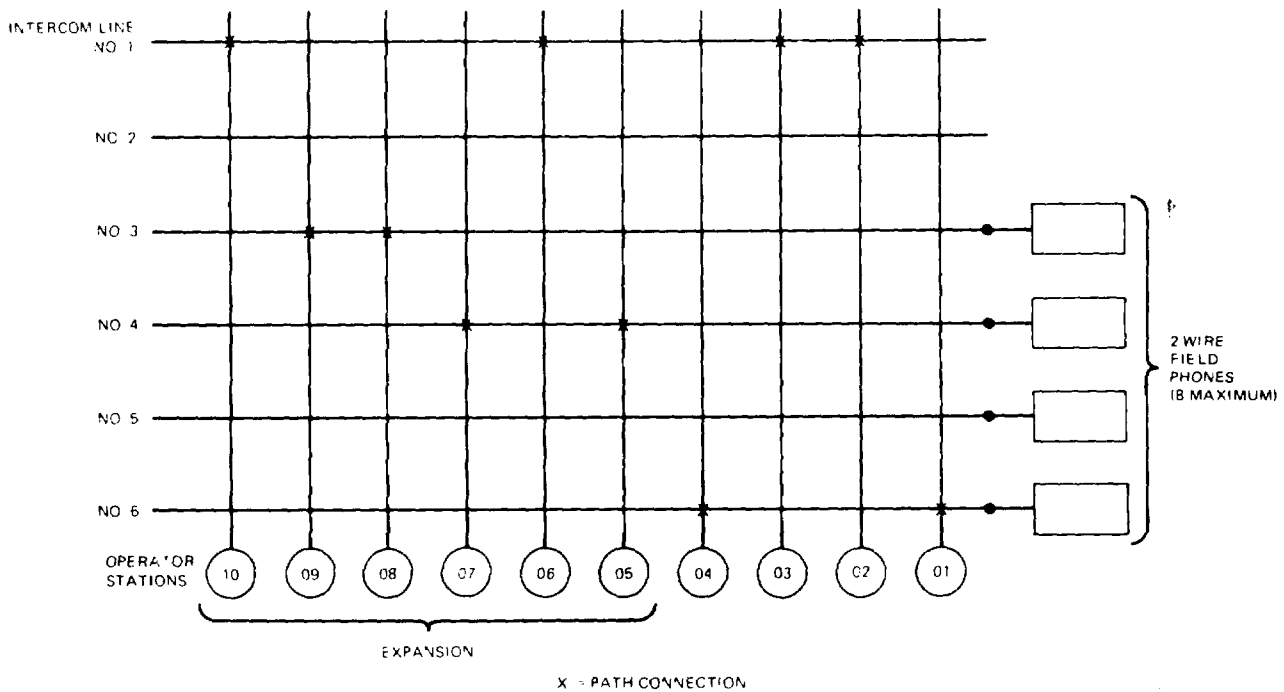 INTERCOM LINE
NO 1
NC 2
NO 3
NO 4
NO 5
NO 6
2 WIRE
FIELD
PHONES
(8 MAXIMUM)
OPERATOR
STATIONS
10 09 08 07 06 05 04 03 02 01
EXPANSION
X = PATH CONNECTION